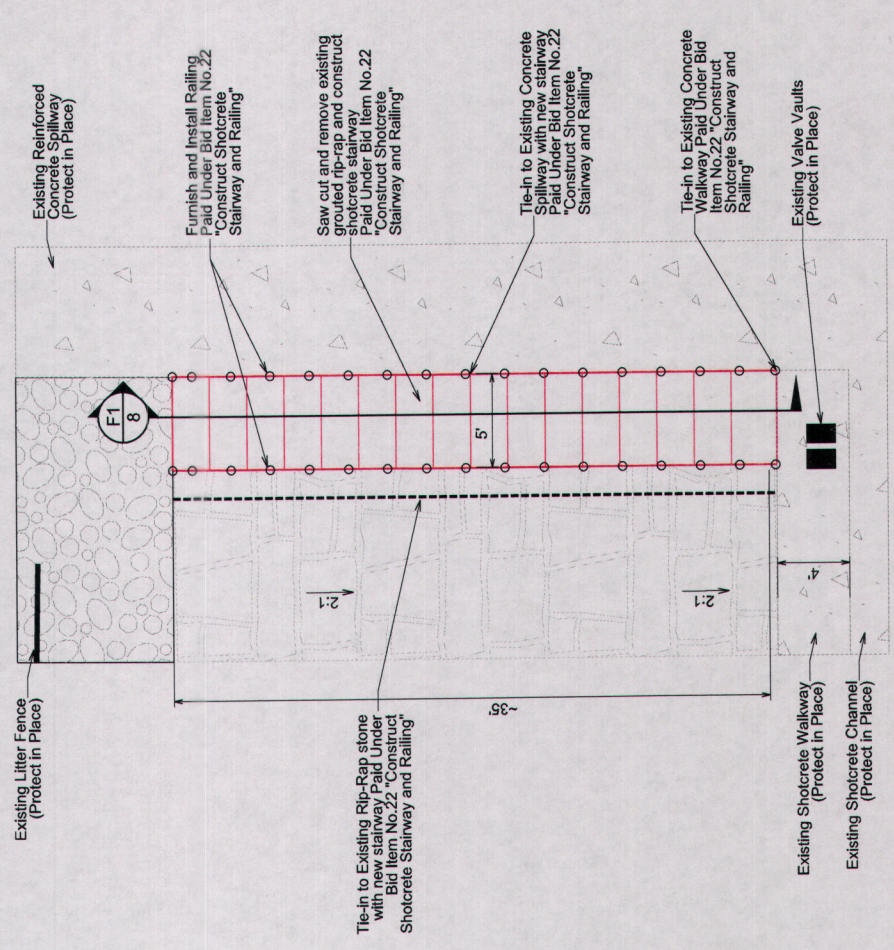 Existing Reinforced
Concrete Spillway
(Protect in Place)
Furnish and Install Railing
Paid Under Bid Item No.22
"Construct Shotcrete
Stairway and Railing"
Saw cut and remove existing
grouted rip-rap and construct
shotcrete stairway
Paid Under Bid Item No.22
"Construct Shotcrete
Stairway and Railing"
Tie-in to Existing Concrete
Spillway with new stairway
Paid Under Bid Item No.22
"Construct Shotcrete
Stairway and Railing"
Tie-in to Existing Concrete
Walkway Paid Under Bid
Item No.22 "Construct
Shotcrete Stairway and
Railing"
Existing Valve Vaults
(Protect in Place)
F1
8
5'
2:1
2:1
4'
~35'
Existing Litter Fence
(Protect in Place)
Tie-in to Existing Rip-Rap stone
with new stairway Paid Under
Bid Item No.22 "Construct
Shotcrete Stairway and Railing"
Existing Shotcrete Walkway
(Protect in Place)
Existing Shotcrete Channel
(Protect in Place)